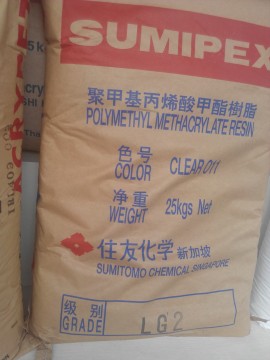 SUMIPEX
聚甲基丙烯酸甲酯樹脂
POLYMETHYL METHACRYLATE RESIN
色号
COLOR CLEAR 011
净重
WEIGHT 25kgs Net
住友化学 新加坡
SUMITOMO CHEMICAL SINGAPORE
级别
GRADE LG2